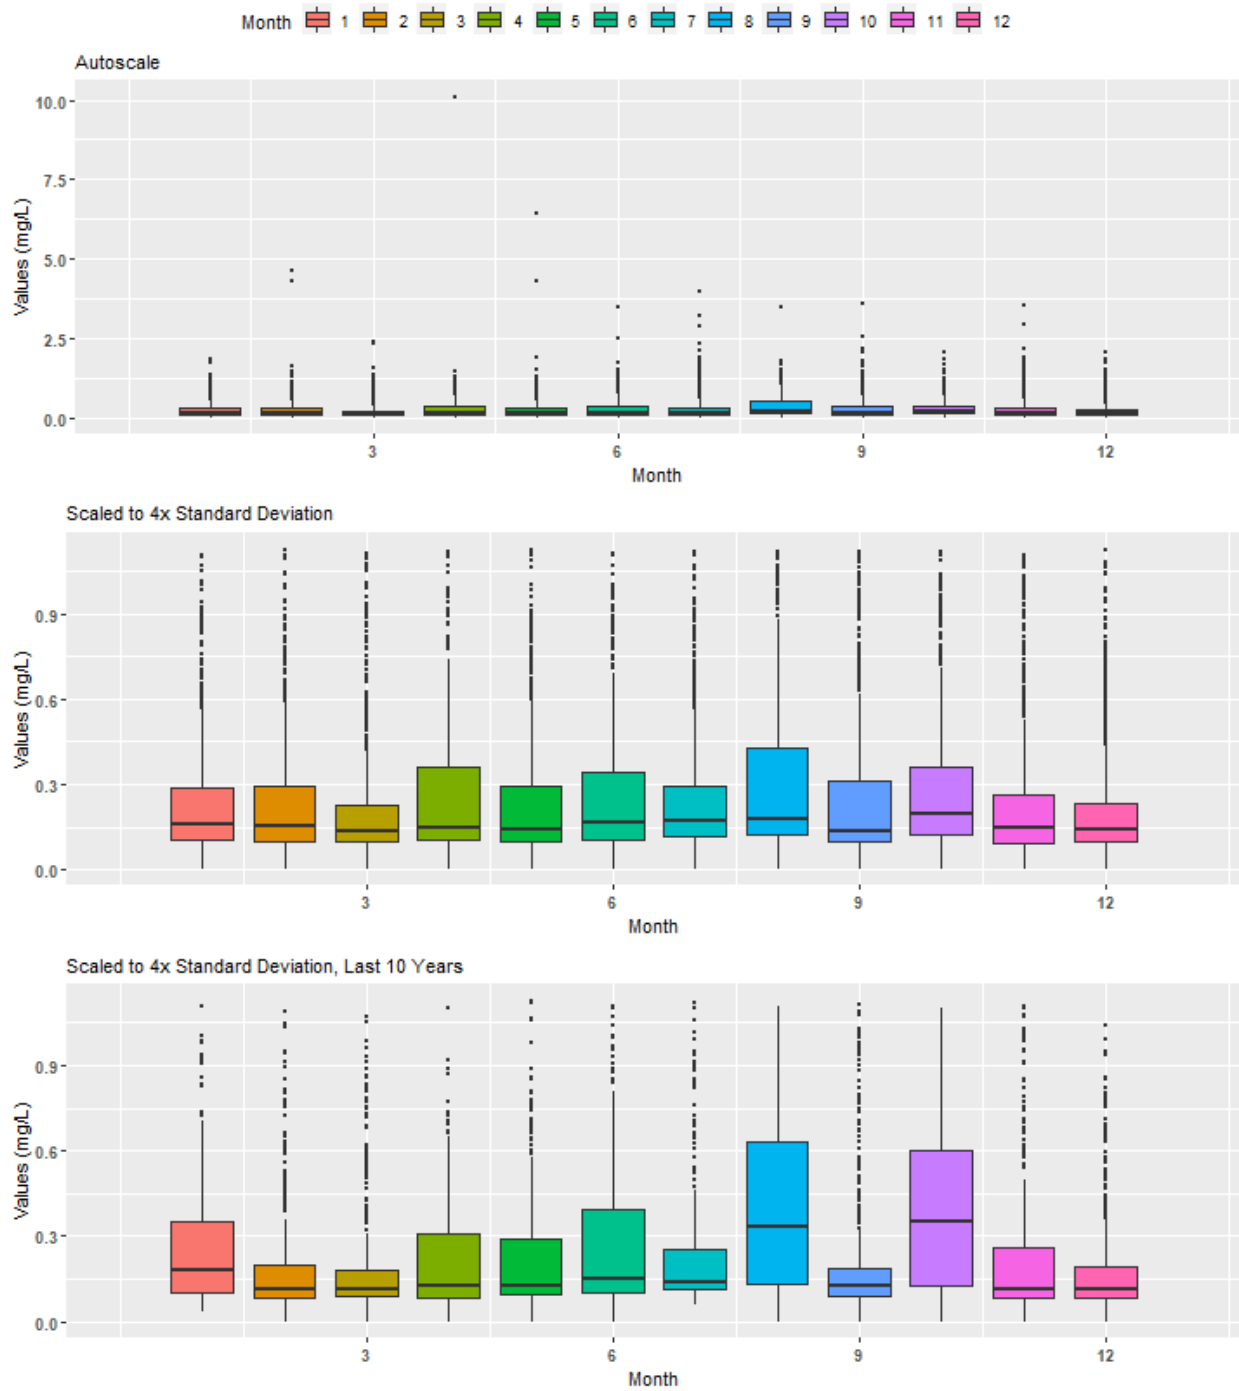 Month 1 2 3 4 5 6 7 8 9 10 11 12
Autoscale
Values (mg/L)
10.0
7.5
5.0
2.5
0.0
3 6 9 12
Month
Scaled to 4x Standard Deviation
Values (mg/L)
0.9
0.6
0.3
0.0
3 6 9 12
Month
Scaled to 4x Standard Deviation, Last 10 Years
Values (mg/L)
0.9
0.6
0.3
0.0
3 6 9 12
Month